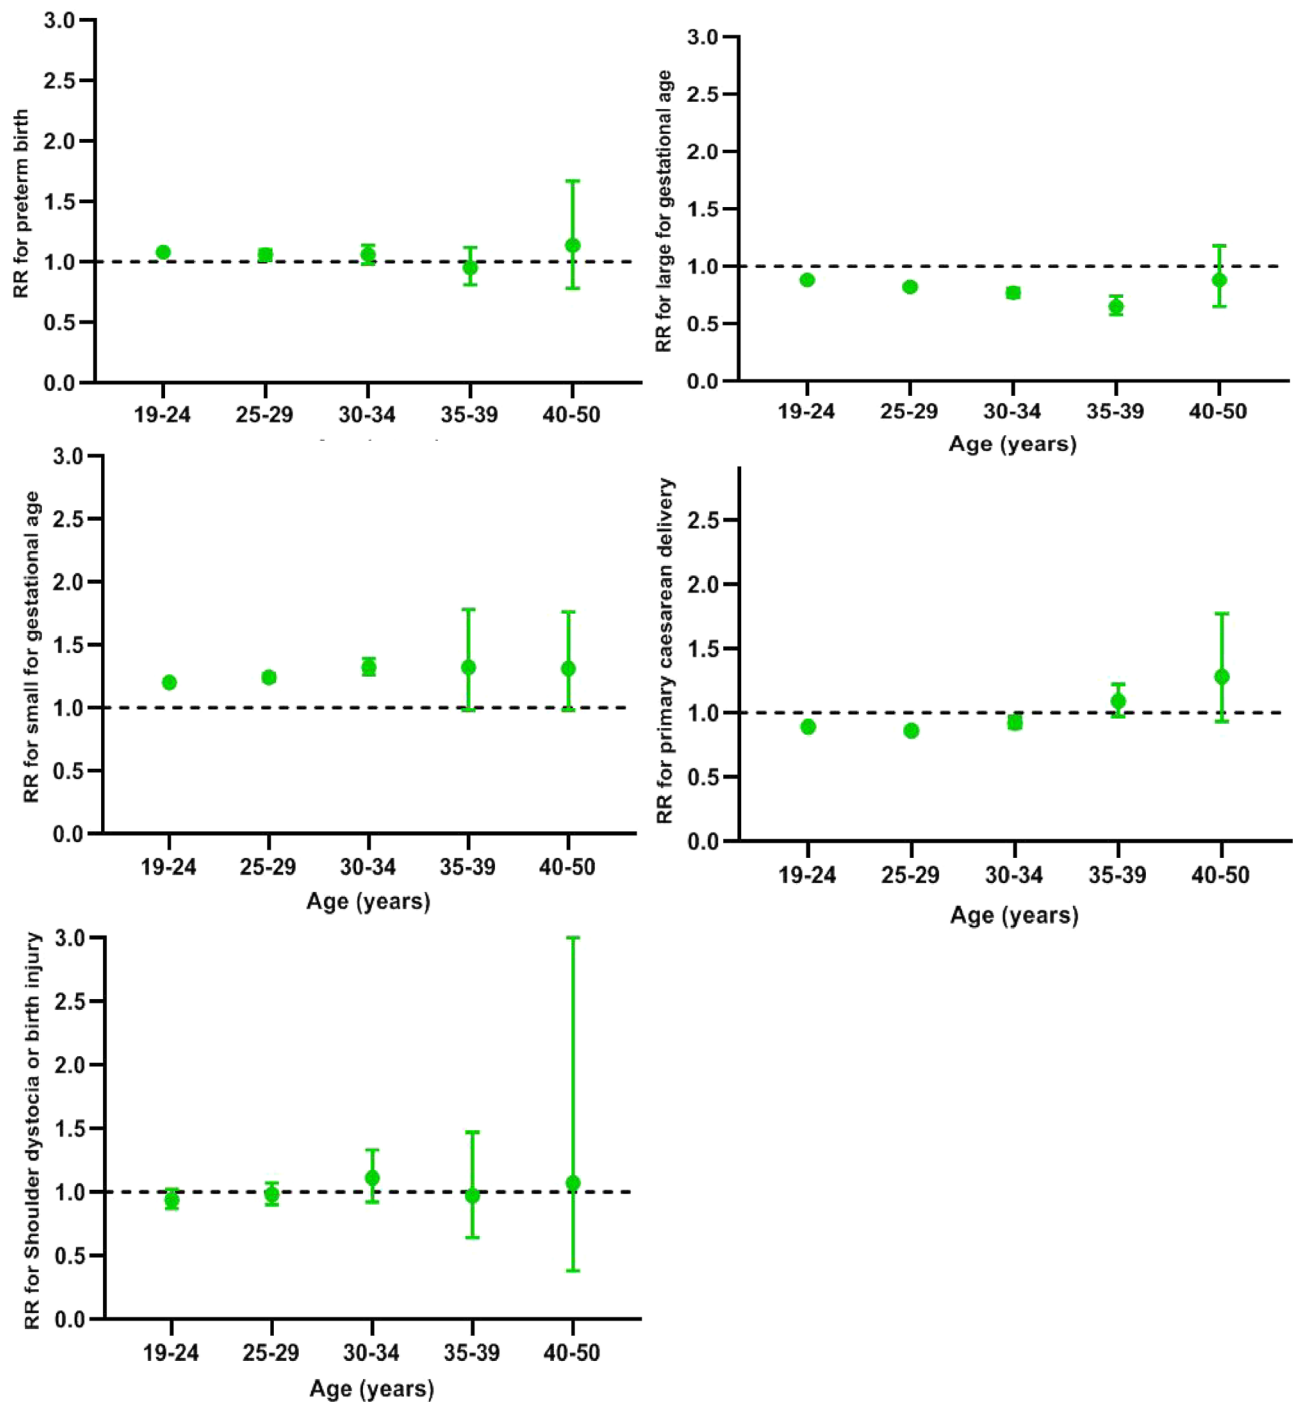 RR for preterm birth
3.0
2.5
2.0
1.5
1.0
0.5
0.0
19-24 25-29 30-34 35-39 40-50
RR for large for gestational age
3.0
2.5
2.0
1.5
1.0
0.5
0.0
19-24 25-29 30-34 35-39 40-50
Age (years)
RR for small for gestational age
3.0
2.5
2.0
1.5
1.0
0.5
0.0
19-24 25-29 30-34 35-39 40-50
Age (years)
RR for primary caesarean delivery
2.5
2.0
1.5
1.0
0.5
0.0
19-24 25-29 30-34 35-39 40-50
Age (years)
RR for Shoulder dystocia or birth injury
3.0
2.5
2.0
1.5
1.0
0.5
0.0
19-24 25-29 30-34 35-39 40-50
Age (years)